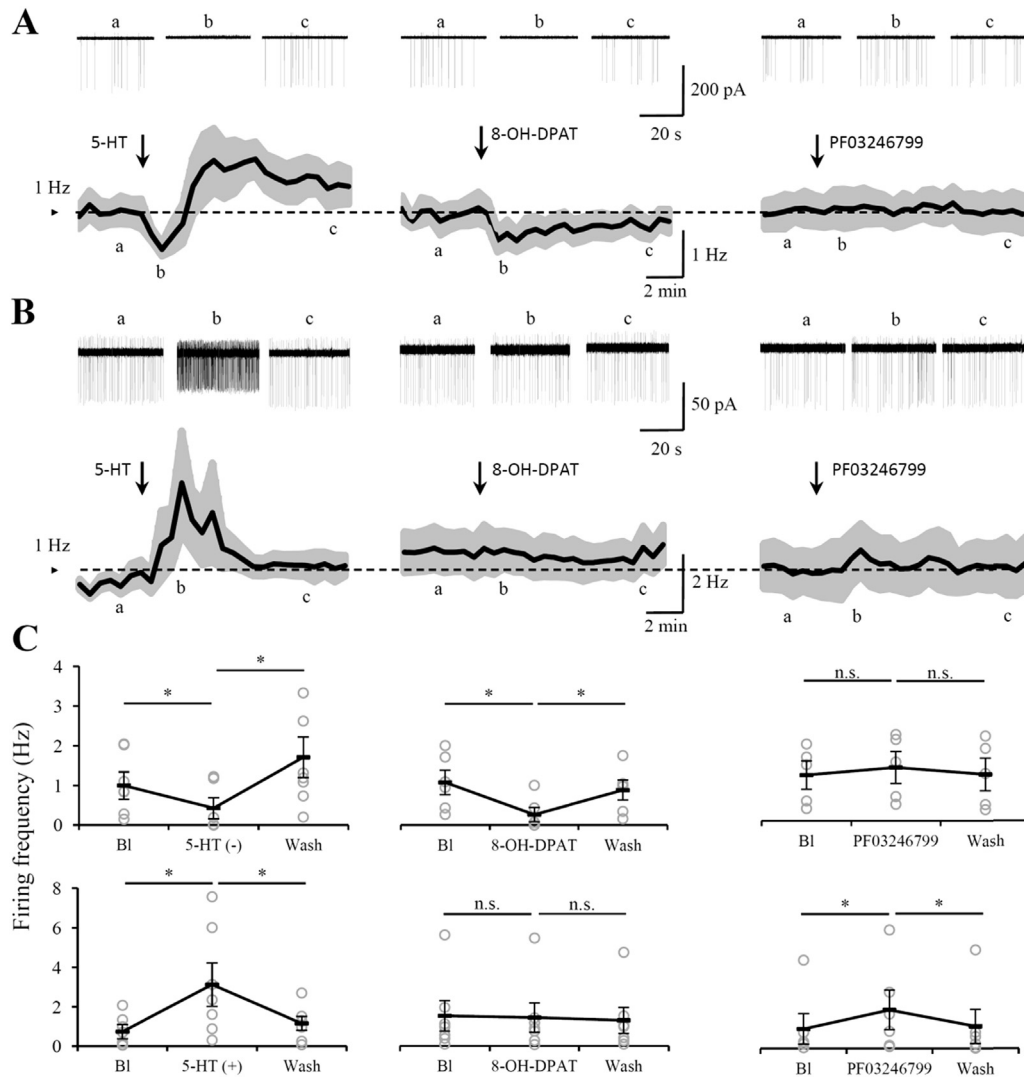 A
a b c a b c a b c
200 pA
20 s
5-HT 8-OH-DPAT PF03246799
1 Hz
a b c a b c a b c
1 Hz
2 min
B
a b c a b c a b c
50 pA
20 s
5-HT 8-OH-DPAT PF03246799
1 Hz
a b c a b c a b c
2 Hz
2 min
C
Firing frequency (Hz)
4
3
2
1
0
* *
Bl 5-HT (-) Wash
* *
Bl 8-OH-DPAT Wash
n.s. n.s.
Bl PF03246799 Wash
8
6
4
2
0
* *
Bl 5-HT (+) Wash
n.s. n.s.
Bl 8-OH-DPAT Wash
* *
Bl PF03246799 Wash